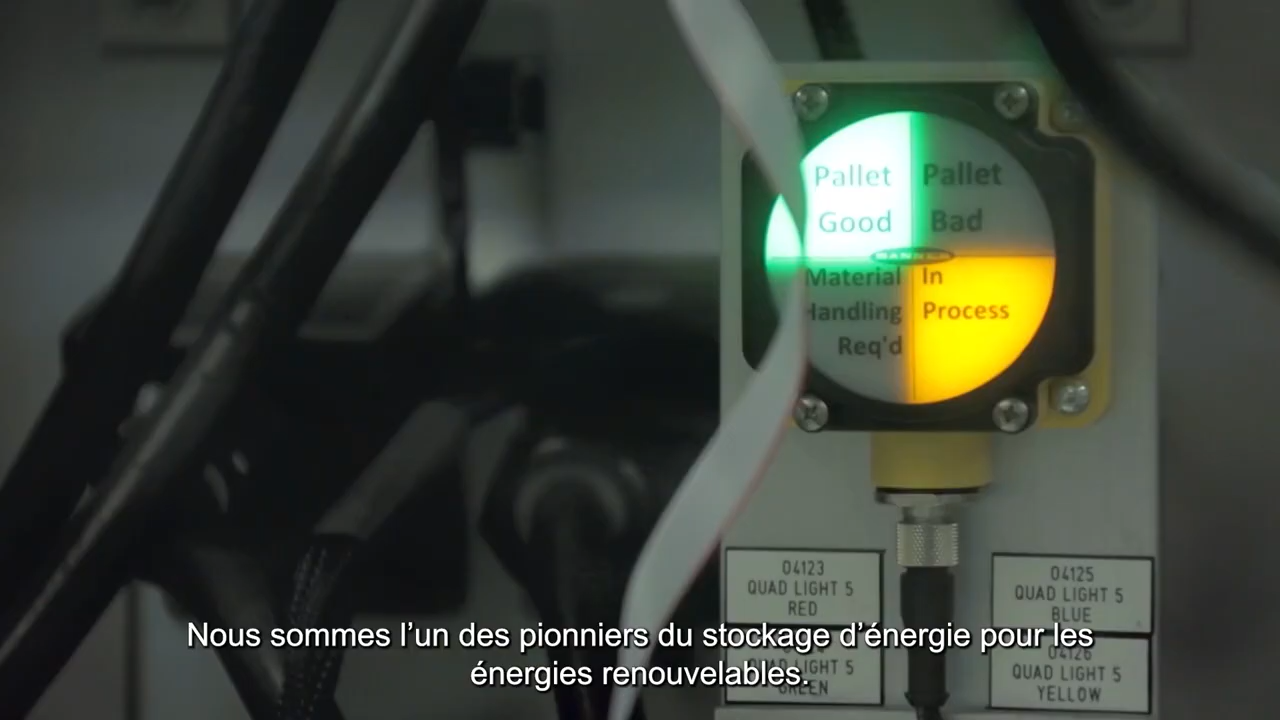 Pallet
Good
Pallet
Bad
BANNER
Material
Handling
Req'd
In
Process
04123
QUAD LIGHT 5
RED
04125
QUAD LIGHT 5
BLUE
QUAD LIGHT 5
GREEN
04126
QUAD LIGHT 5
YELLOW
Nous sommes l’un des pionniers du stockage d’énergie pour les
énergies renouvelables.